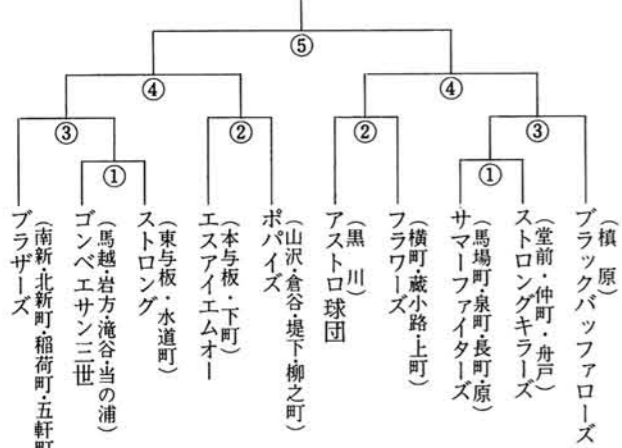 ⑤
④
④
③
②
②
③
①
①
ブラザーズ
(南新・北新町・稲荷町・五軒町
ゴンベエサン三世
(馬越・岩方・滝谷・当の浦)
ストロング
(東与板・水道町)
エスアイエムオー
(本与板・下町)
ポパイズ
(山沢・倉谷・堤下・柳之町)
アストロ球団
(黒川)
フラワーズ
(横町・蔵小路・上町)
サマーファイターズ
(馬場町・泉町・長町・原)
ストロングキラーズ
(堂前・仲町・舟戸)
ブラックバッファローズ
(槙原)